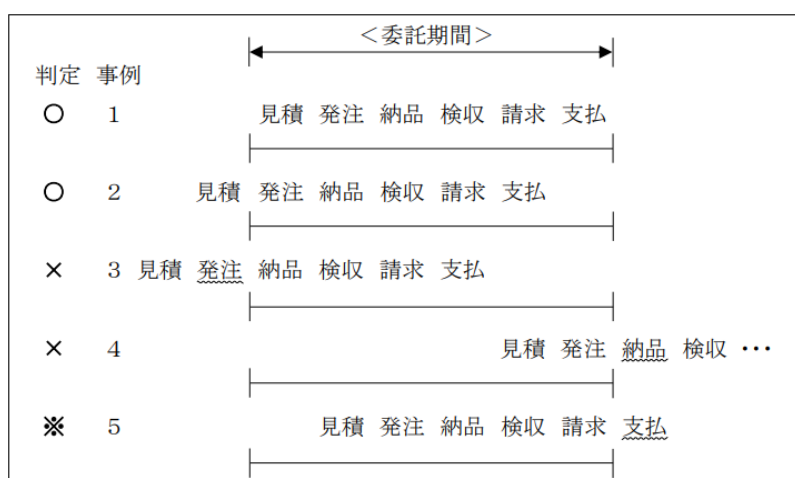 ＜委託期間＞
判定 事例
○ 1 見積 発注 納品 検収 請求 支払
○ 2 見積 発注 納品 検収 請求 支払
× 3 見積 発注 納品 検収 請求 支払
× 4 見積 発注 納品 検収 ・・・
※ 5 見積 発注 納品 検収 請求 支払